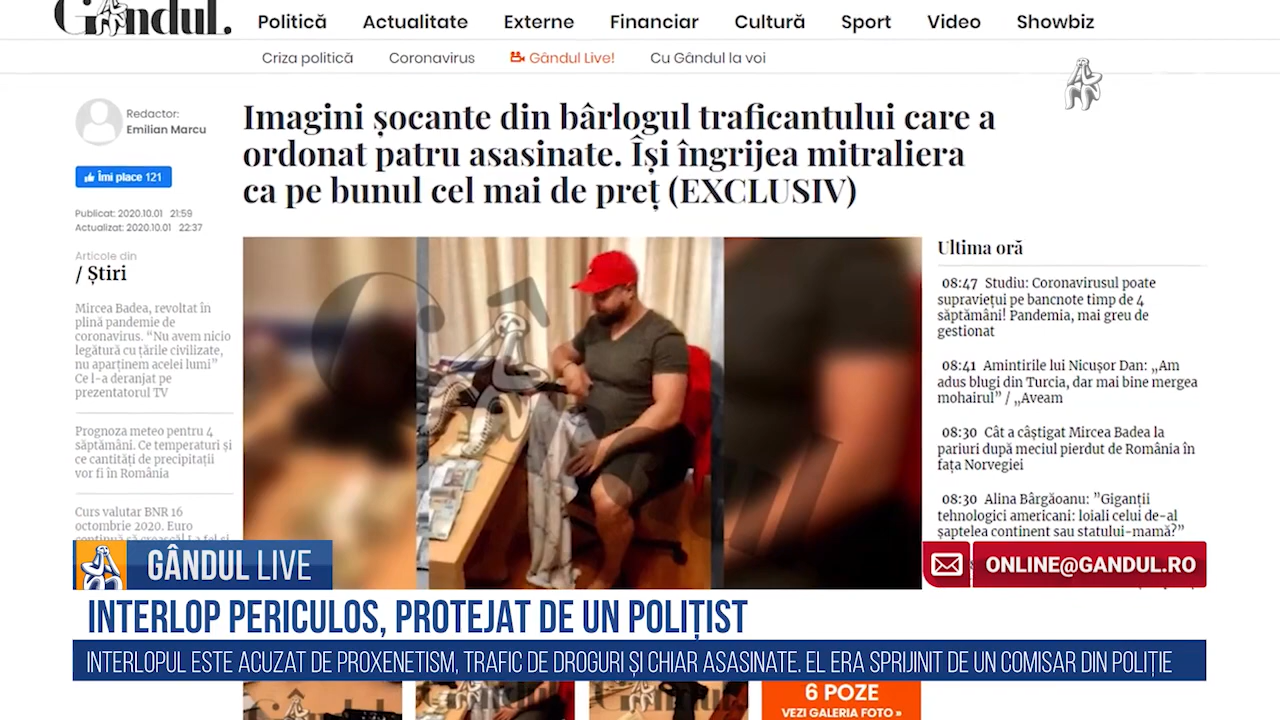 Gândul.
Politică Actualitate Externe Financiar Cultură Sport Video Showbiz
Criza politică Coronavirus Gândul Live! Cu Gândul la voi
Redactor:
Emilian Marcu
Îmi place 121
Publicat: 2020.10.01 21:59
Actualizat: 2020.10.01 22:37
Articole din
/ Știri
Mircea Badea, revoltat în
plină pandemie de
coronavirus. “Nu avem nicio
legătură cu țările civilizate,
nu aparținem acelei lumi”
Ce l-a deranjat pe
prezentatorul TV
Prognoza meteo pentru 4
săptămâni. Ce temperaturi și
ce cantități de precipitații
vor fi în România
Curs valutar BNR 16
octombrie 2020. Euro
Imagini șocante din bârlogul traficantului care a
ordonat patru asasinate. Își îngrijea mitraliera
ca pe bunul cel mai de preț (EXCLUSIV)
Ultima oră
08:47 Studiu: Coronavirusul poate
supraviețui pe bancnote timp de 4
săptămâni! Pandemia, mai greu de
gestionat
08:41 Amintirile lui Nicușor Dan: „Am
adus blugi din Turcia, dar mai bine mergea
mohairul” / „Aveam
08:30 Cât a câștigat Mircea Badea la
pariuri după meciul pierdut de România în
fața Norvegiei
08:30 Alina Bârgăoanu: ”Giganții
tehnologici americani: loiali celui de-al
șaptelea continent sau statului-mamă?”
GÂNDUL LIVE
ONLINE@GANDUL.RO
INTERLOP PERICULOS, PROTEJAT DE UN POLIȚIST
INTERLOPUL ESTE ACUZAT DE PROXENETISM, TRAFIC DE DROGURI ȘI CHIAR ASASINATE. EL ERA SPRIJINIT DE UN COMISAR DIN POLIȚIE
6 POZE
VEZI GALERIA FOTO »